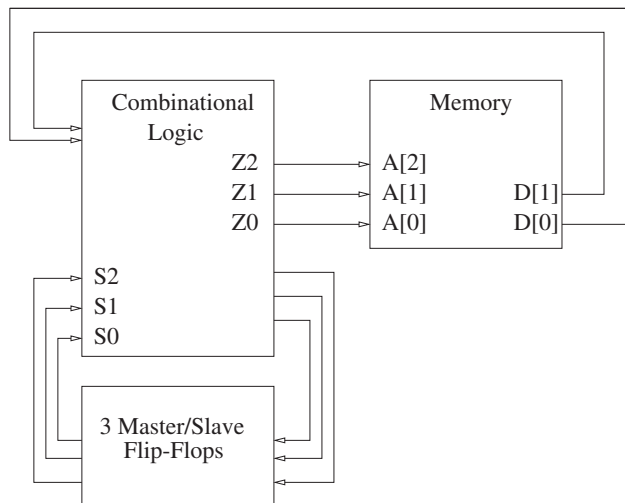 Combinational
Logic
Memory
Z2
A[2]
Z1
A[1]
D[1]
Z0
A[0]
D[0]
S2
S1
S0
3 Master/Slave
Flip-Flops